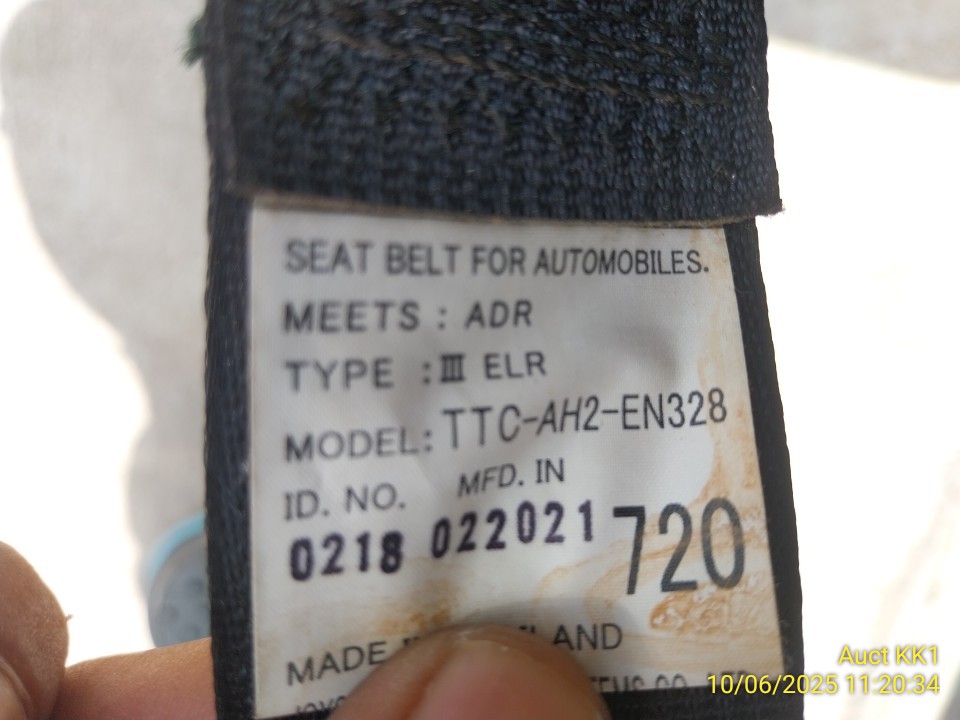 SEAT BELT FOR AUTOMOBILES.
MEETS : ADR
TYPE : III ELR
MODEL: TTC-AH2-EN328
ID. NO. MFD. IN
0218 022021 720
MADE
Auct KK1
10/06/2025 11:20:34